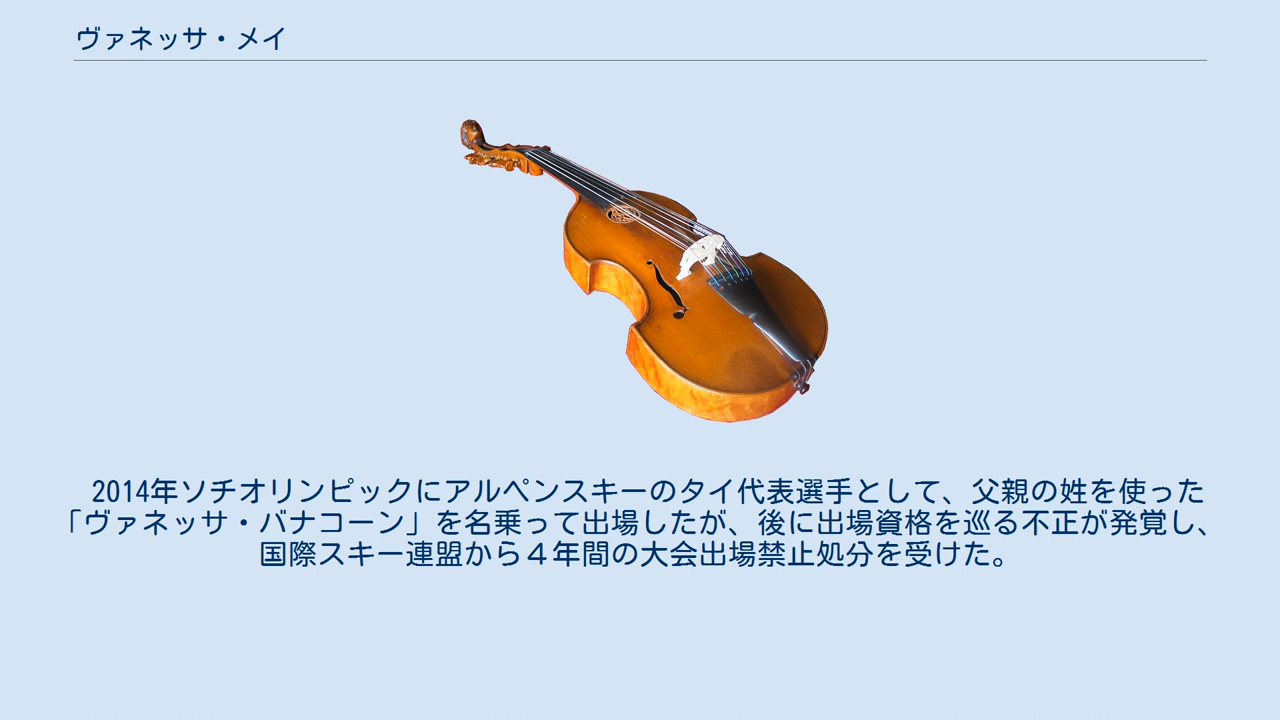 ヴァネッサ・メイ
2014年ソチオリンピックにアルペンスキーのタイ代表選手として、父親の姓を使った
「ヴァネッサ・バナコーン」を名乗って出場したが、後に出場資格を巡る不正が発覚し、
国際スキー連盟から４年間の大会出場禁止処分を受けた。